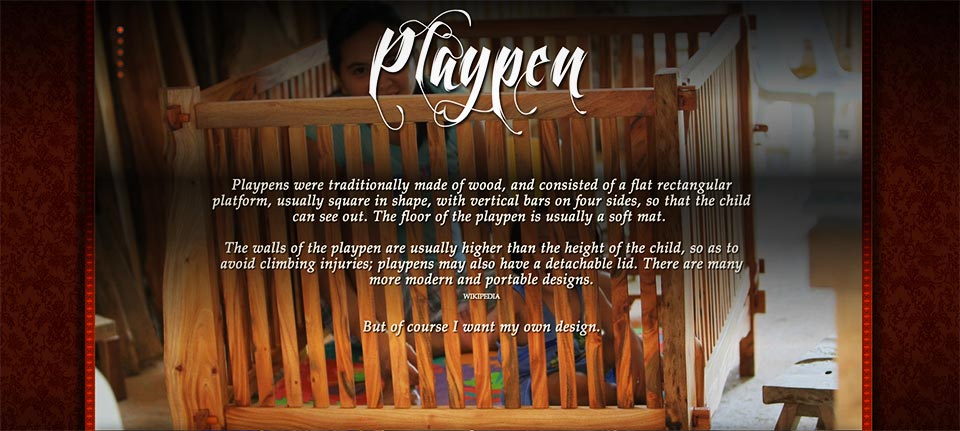 Playpen
Playpens were traditionally made of wood, and consisted of a flat rectangular
platform, usually square in shape, with vertical bars on four sides, so that the child
can see out. The floor of the playpen is usually a soft mat.
The walls of the playpen are usually higher than the height of the child, so as to
avoid climbing injuries; playpens may also have a detachable lid. There are many
more modern and portable designs.
WIKIPEDIA
But of course I want my own design.